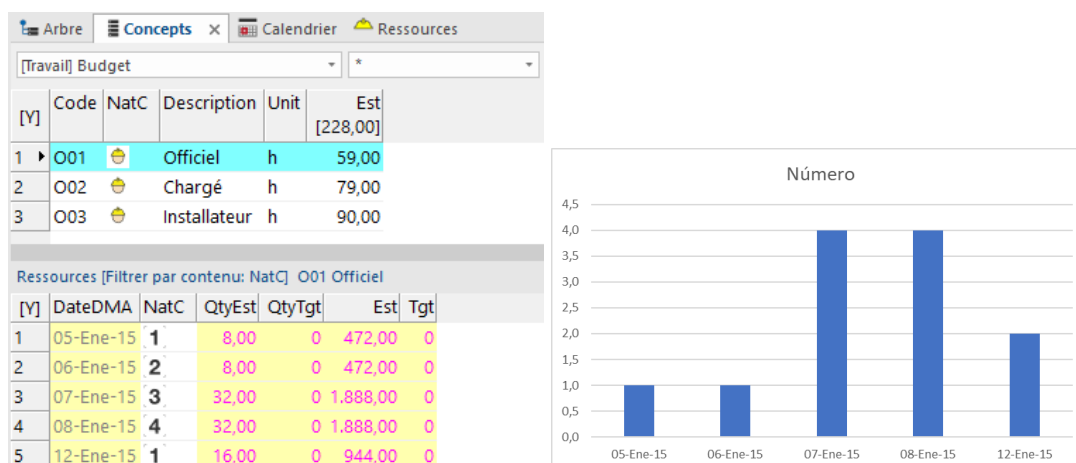 Arbre Concepts × Calendrier Ressources
[Travail] Budget *
[Y] Code NatC Description Unit Est
[228,00]
1 O01 Officiel h 59,00
2 O02 Chargé h 79,00
3 O03 Installateur h 90,00
Ressources [Filtrer par contenu: NatC] O01 Officiel
[Y] DateDMA NatC QtyEst QtyTgt Est Tgt
1 05-Ene-15 1 8,00 0 472,00 0
2 06-Ene-15 2 8,00 0 472,00 0
3 07-Ene-15 3 32,00 0 1.888,00 0
4 08-Ene-15 4 32,00 0 1.888,00 0
5 12-Ene-15 1 16,00 0 944,00 0
Número
4,5
4,0
3,5
3,0
2,5
2,0
1,5
1,0
0,5
0,0
05-Ene-15 06-Ene-15 07-Ene-15 08-Ene-15 12-Ene-15